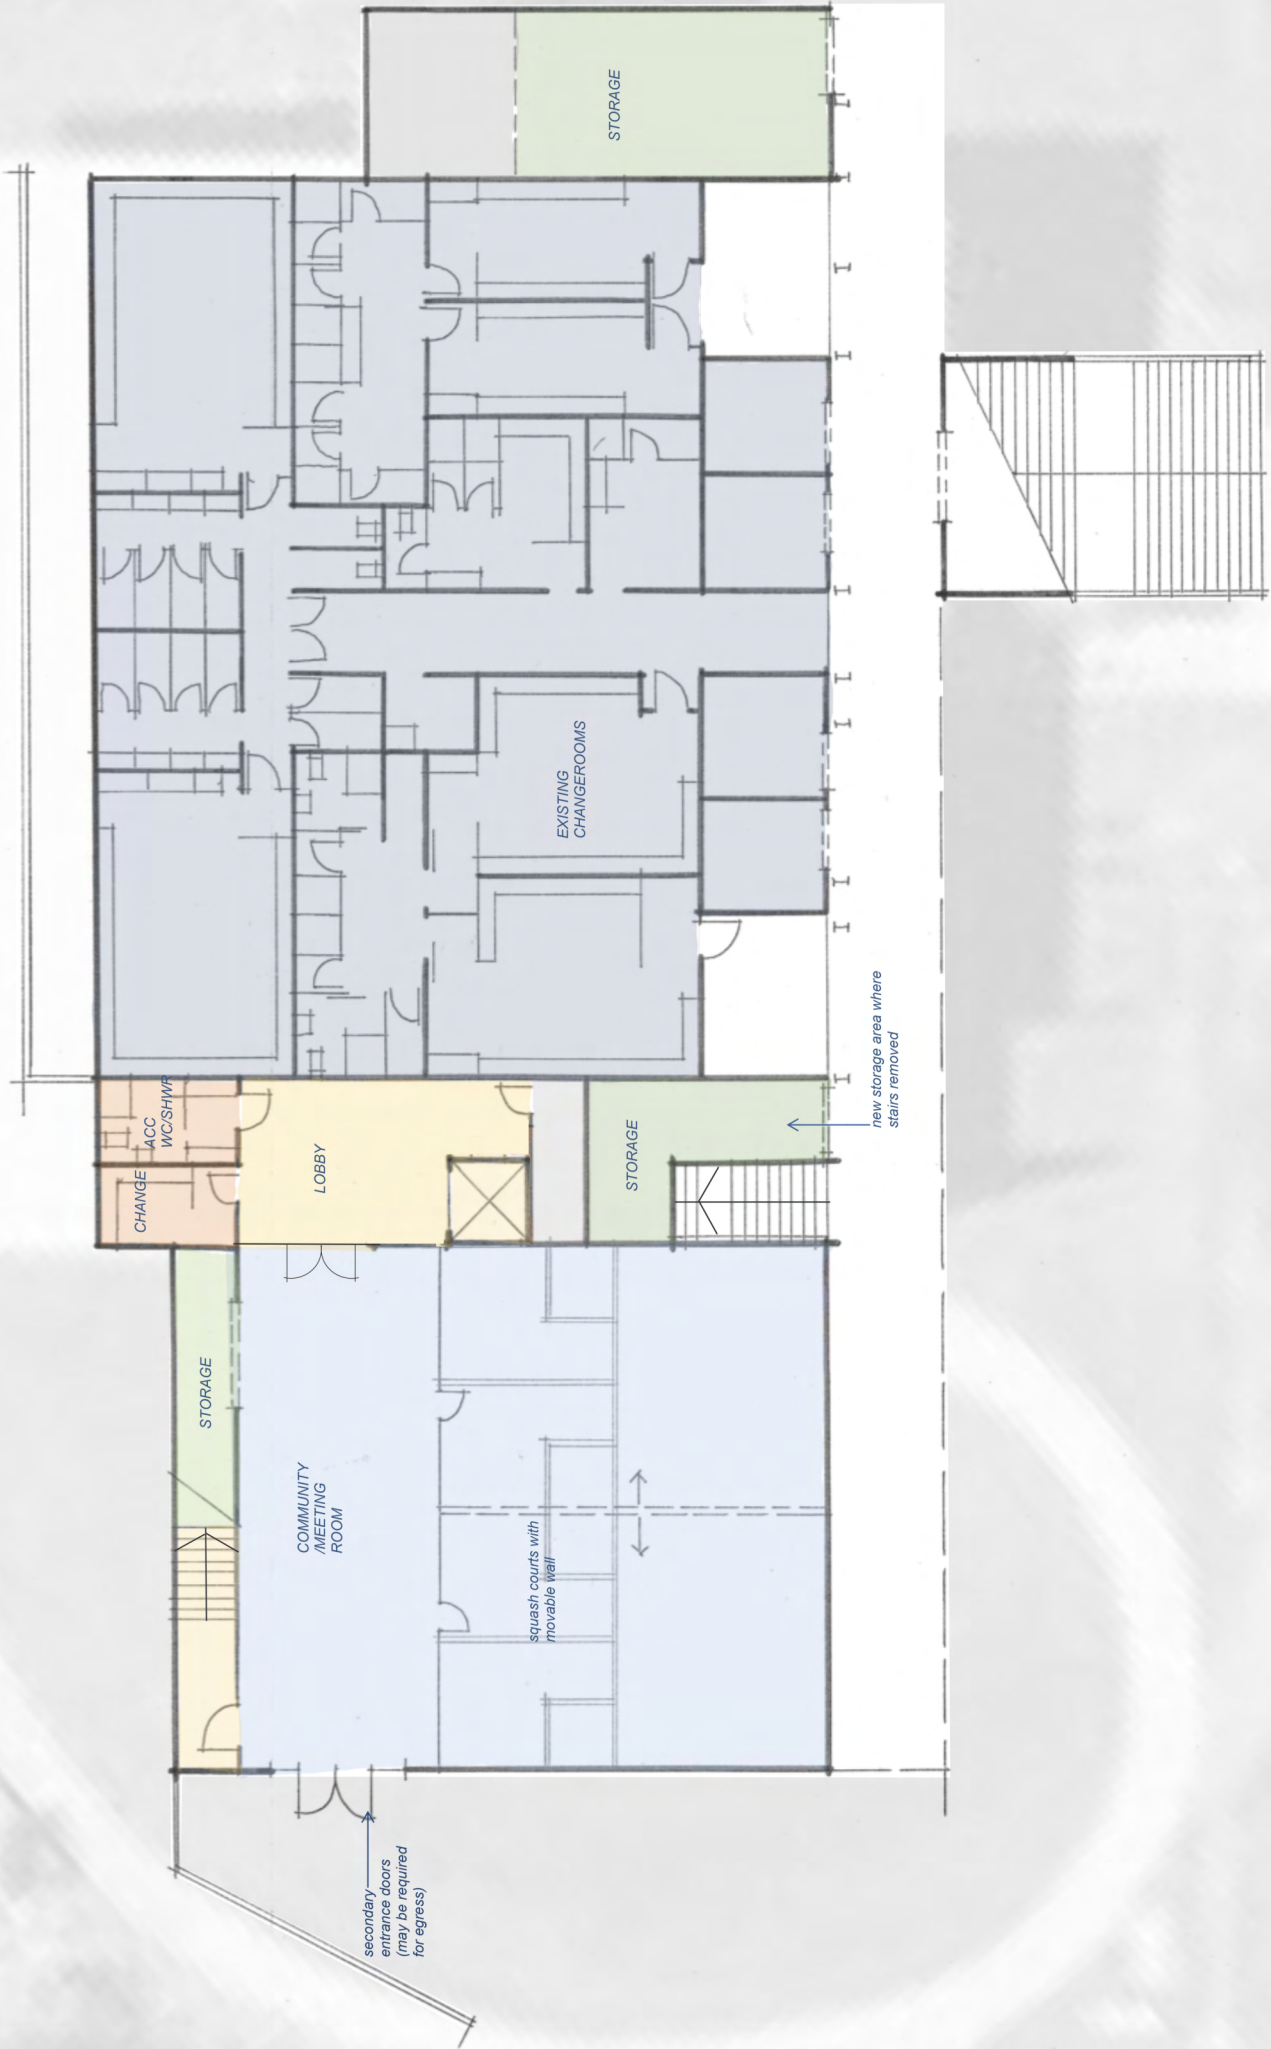 STORAGE
EXISTING
CHANGEROOMS
new storage area where
stairs removed
ACC
WC/SHWR
CHANGE
LOBBY
STORAGE
STORAGE
COMMUNITY
/MEETING
ROOM
squash courts with
movable wall
secondary
entrance doors
(may be required
for egress)